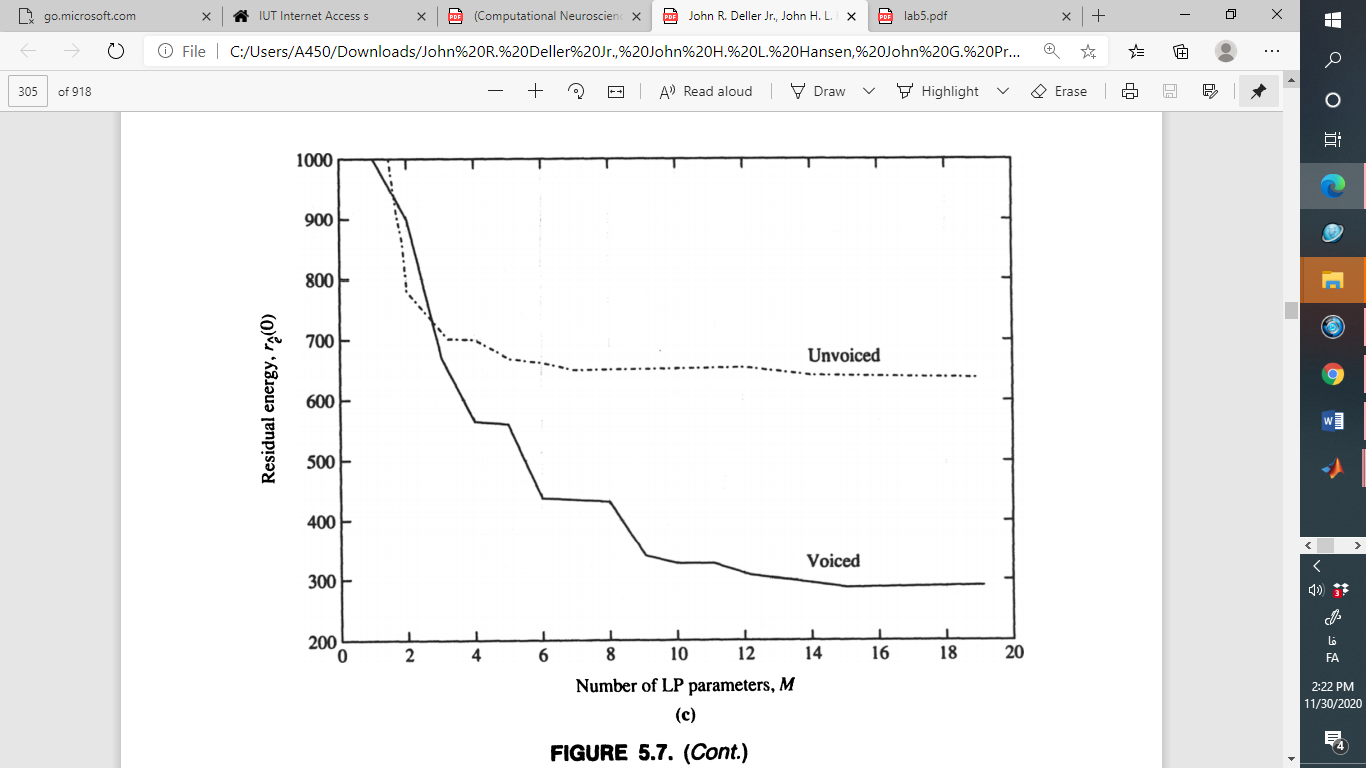 go.microsoft.com
IUT Internet Access s
(Computational Neuroscienc
John R. Deller Jr., John H. L.
lab5.pdf
File
C:/Users/A450/Downloads/John%20R.%20Deller%20Jr.,%20John%20H.%20L.%20Hansen,%20John%20G.%20Pr...
305 of 918
Read aloud
Draw
Highlight
Erase
1000
900
800
700
600
500
400
300
200
Residual energy, r_ê(0)
Unvoiced
Voiced
0 2 4 6 8 10 12 14 16 18 20
Number of LP parameters, M
(c)
FIGURE 5.7. (Cont.)
3
فا
FA
2:22 PM
11/30/2020
4